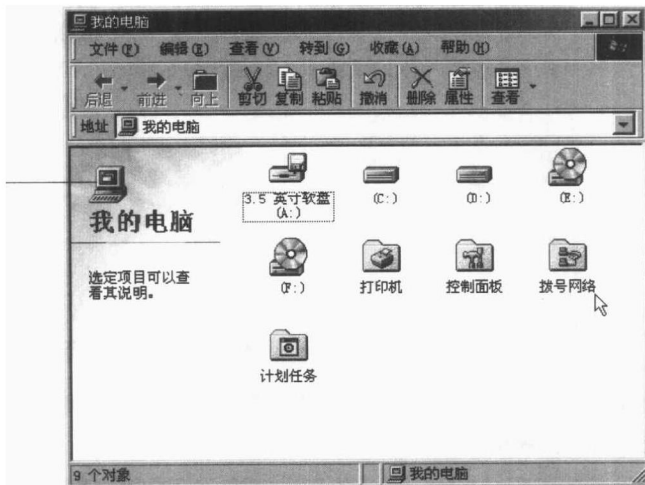 我的电脑
文件(F) 编辑(E) 查看(V) 转到(G) 收藏(A) 帮助(H)
后退 前进 向上 剪切 复制 粘贴 撤消 删除 属性 查看
地址 我的电脑
我的电脑
选定项目可以查
看其说明。
3.5 英寸软盘
(A:)
(C:)
(D:)
(E:)
(F:)
打印机
控制面板
拨号网络
计划任务
9 个对象
我的电脑